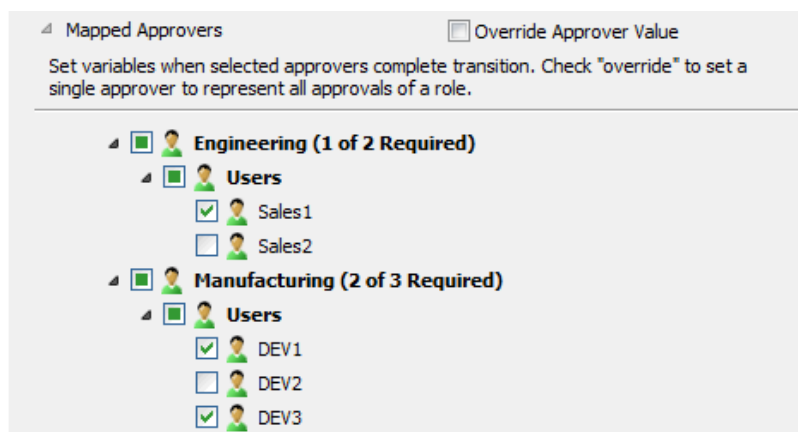 Mapped Approvers
Override Approver Value
Set variables when selected approvers complete transition. Check "override" to set a
single approver to represent all approvals of a role.
Engineering (1 of 2 Required)
Users
Sales1
Sales2
Manufacturing (2 of 3 Required)
Users
DEV1
DEV2
DEV3